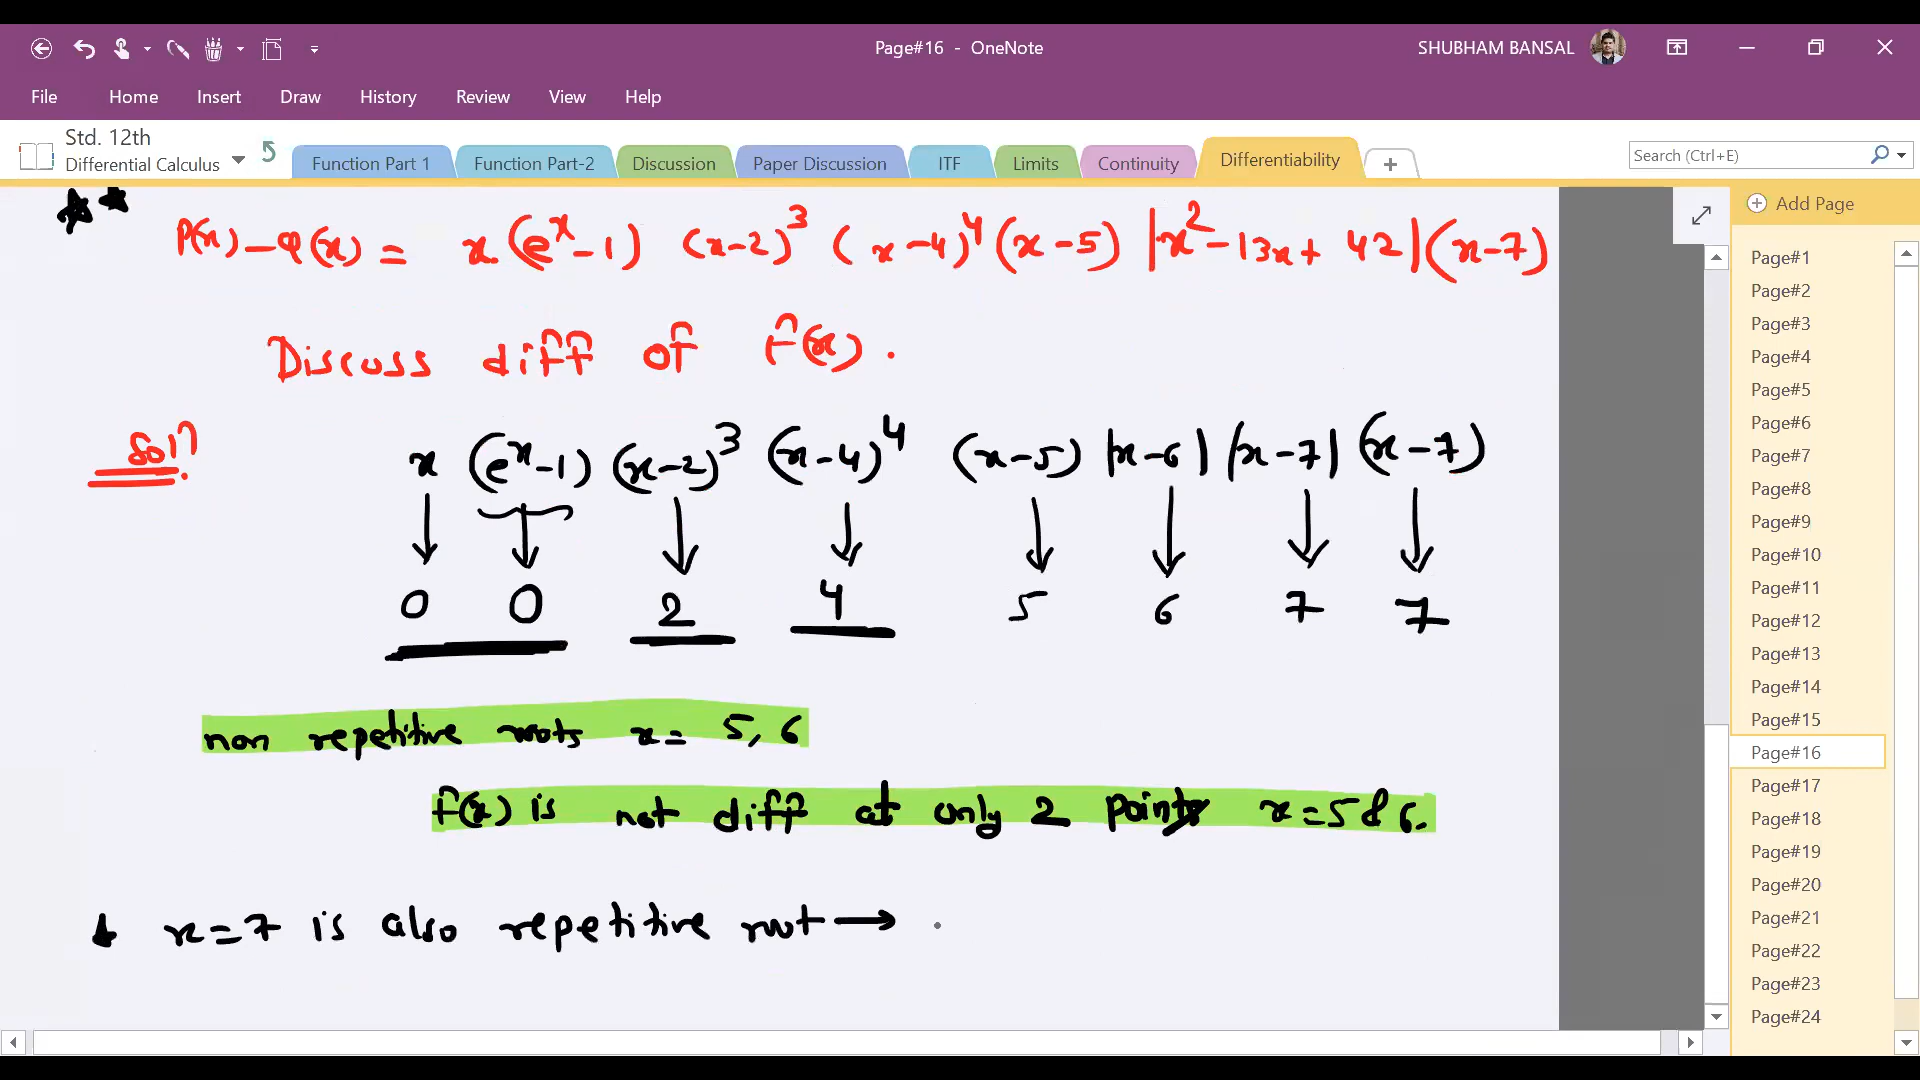 Page#16 - OneNote
SHUBHAM BANSAL
File Home Insert Draw History Review View Help
Std. 12th
Differential Calculus
Function Part 1 Function Part-2 Discussion Paper Discussion ITF Limits Continuity Differentiability +
Search (Ctrl+E)
P(x) – Q(x) = x (e^x – 1) (x–2)^3 (x–4)^4 (x–5) |x^2 – 13x + 42| (x–7)
Discuss diff of f(x).
Soln.
x (e^x–1) (x–2)^3 (x–4)^4 (x–5) |x–6| |x–7| (x–7)
↓ ↓ ↓ ↓ ↓ ↓ ↓ ↓
0 0 2 4 5 6 7 7
non repetitive roots x = 5, 6
f(x) is not diff at only 2 points x = 5 & 6.
x = 7 is also repetitive root →
Add Page
Page#1
Page#2
Page#3
Page#4
Page#5
Page#6
Page#7
Page#8
Page#9
Page#10
Page#11
Page#12
Page#13
Page#14
Page#15
Page#16
Page#17
Page#18
Page#19
Page#20
Page#21
Page#22
Page#23
Page#24